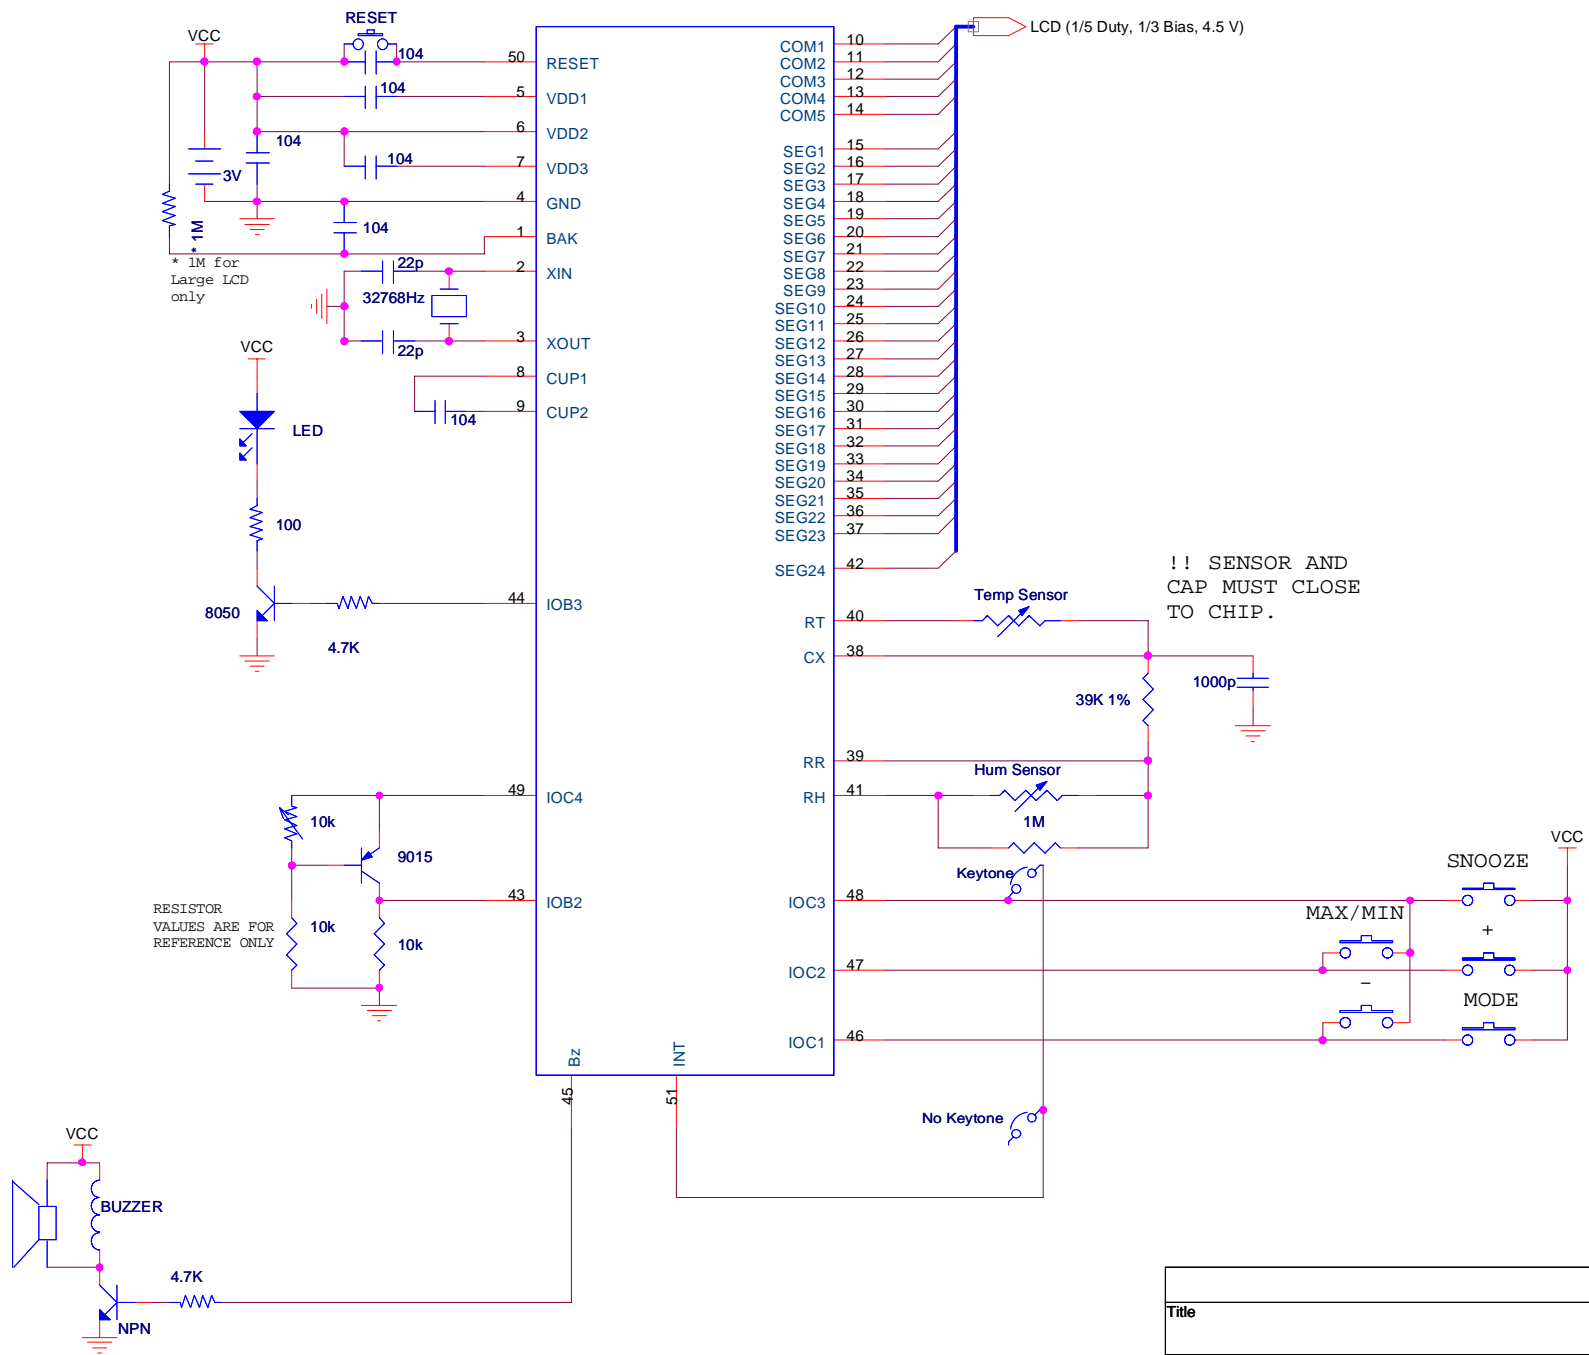 RESET
VCC
104
50 RESET
104
5 VDD1
6 VDD2
104
104
7 VDD3
3V
4 GND
* 1M
104
1 BAK
* 1M for
Large LCD
only
22p
2 XIN
32768Hz
22p
3 XOUT
8 CUP1
9 CUP2
104
VCC
LED
100
8050
4.7K
44 IOB3
49 IOC4
10k
9015
43 IOB2
RESISTOR
VALUES ARE FOR
REFERENCE ONLY
10k
10k
Bz
45
INT
51
VCC
BUZZER
4.7K
NPN
LCD (1/5 Duty, 1/3 Bias, 4.5 V)
COM1 10
COM2 11
COM3 12
COM4 13
COM5 14
SEG1 15
SEG2 16
SEG3 17
SEG4 18
SEG5 19
SEG6 20
SEG7 21
SEG8 22
SEG9 23
SEG10 24
SEG11 25
SEG12 26
SEG13 27
SEG14 28
SEG15 29
SEG16 30
SEG17 31
SEG18 32
SEG19 33
SEG20 34
SEG21 35
SEG22 36
SEG23 37
SEG24 42
!! SENSOR AND
CAP MUST CLOSE
TO CHIP.
Temp Sensor
RT 40
CX 38
1000p
39K 1%
RR 39
Hum Sensor
RH 41
1M
Keytone
IOC3 48
VCC
SNOOZE
MAX/MIN
+
IOC2 47
-
MODE
IOC1 46
No Keytone
Title